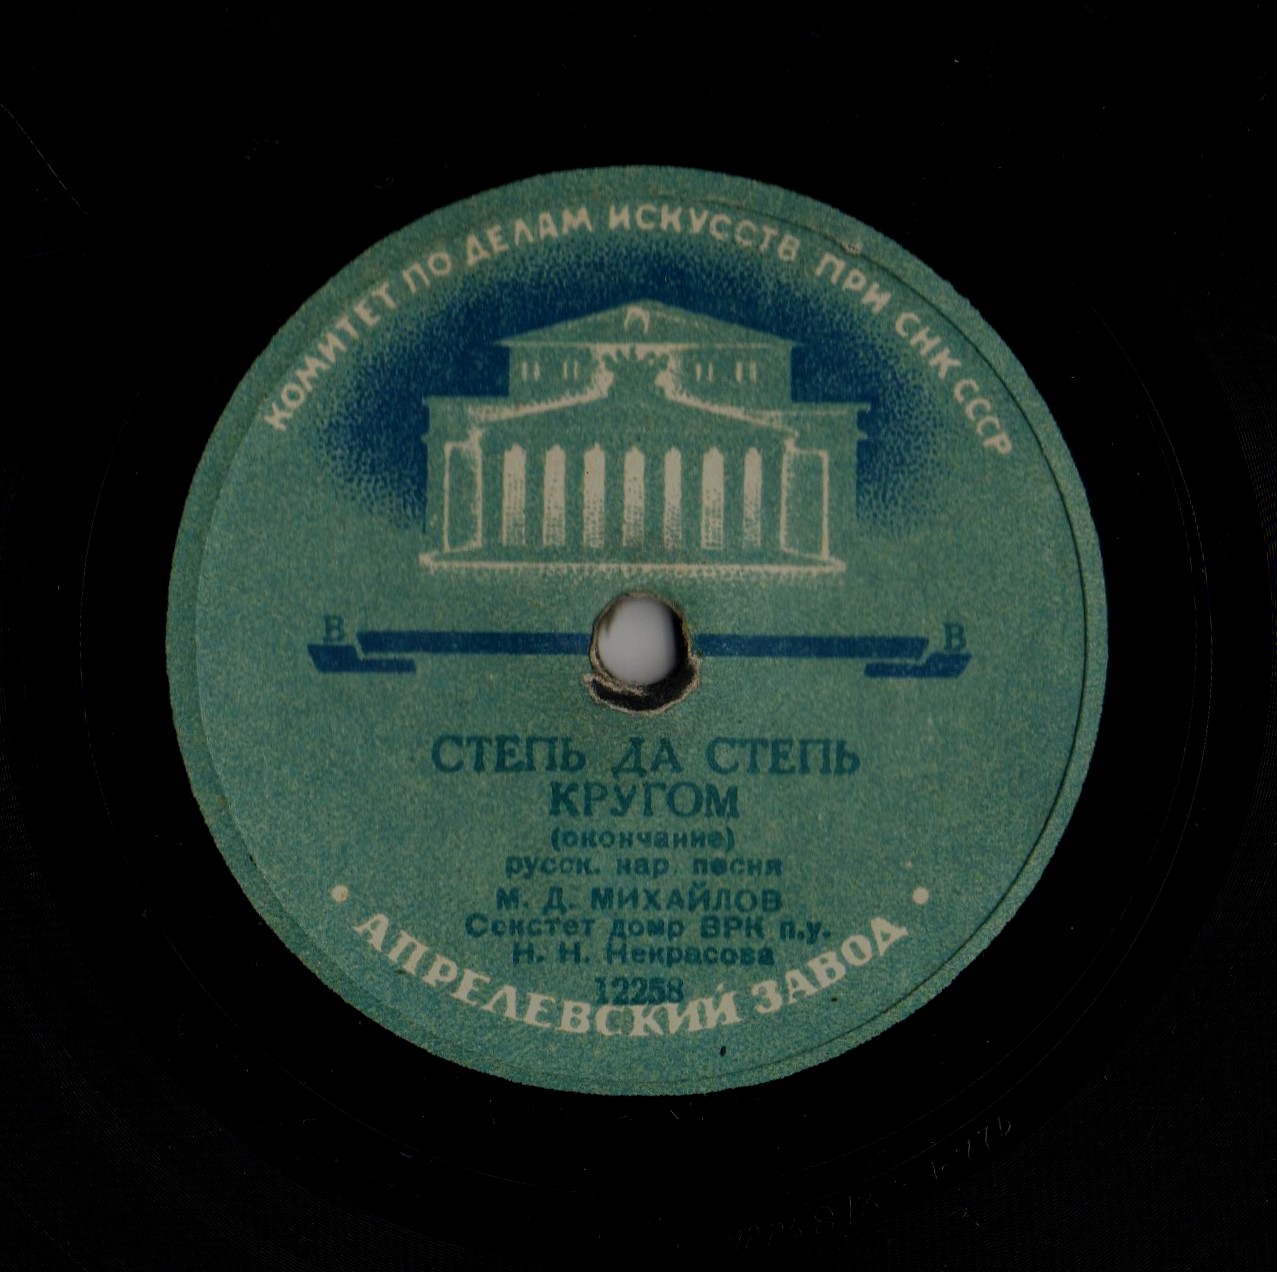 КОМИТЕТ ПО ДЕЛАМ ИСКУССТВ ПРИ СНК СССР
В В
СТЕПЬ ДА СТЕПЬ
КРУГОМ
(окончание)
русск. нар. песня
М. Д. МИХАЙЛОВ
Секстет домр ВРК п.у.
Н. Н. Некрасова
12258
• АПРЕЛЕВСКИЙ ЗАВОД •